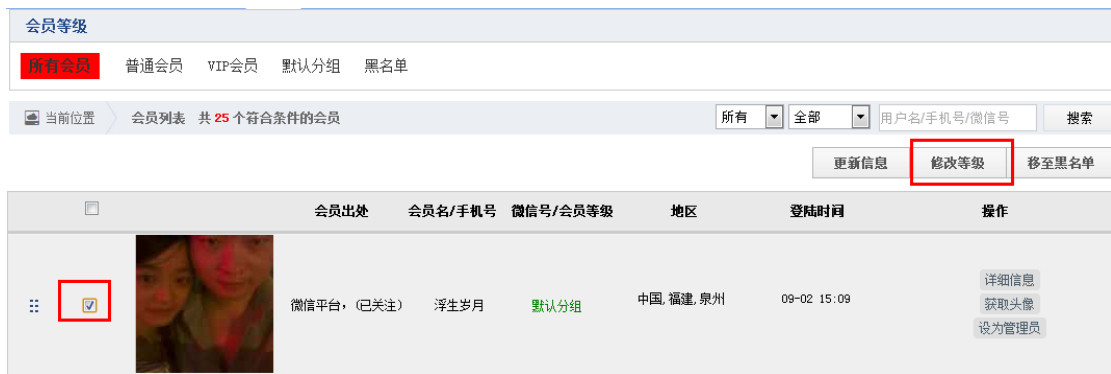 会员等级
所有会员 普通会员 VIP会员 默认分组 黑名单
当前位置 会员列表 共 25 个符合条件的会员 所有 全部 用户名/手机号/微信号 搜索
更新信息 修改等级 移至黑名单
会员出处 会员名/手机号 微信号/会员等级 地区 登陆时间 操作
微信平台，（已关注） 浮生岁月 默认分组 中国,福建,泉州 09-02 15:09 详细信息
获取头像
设为管理员